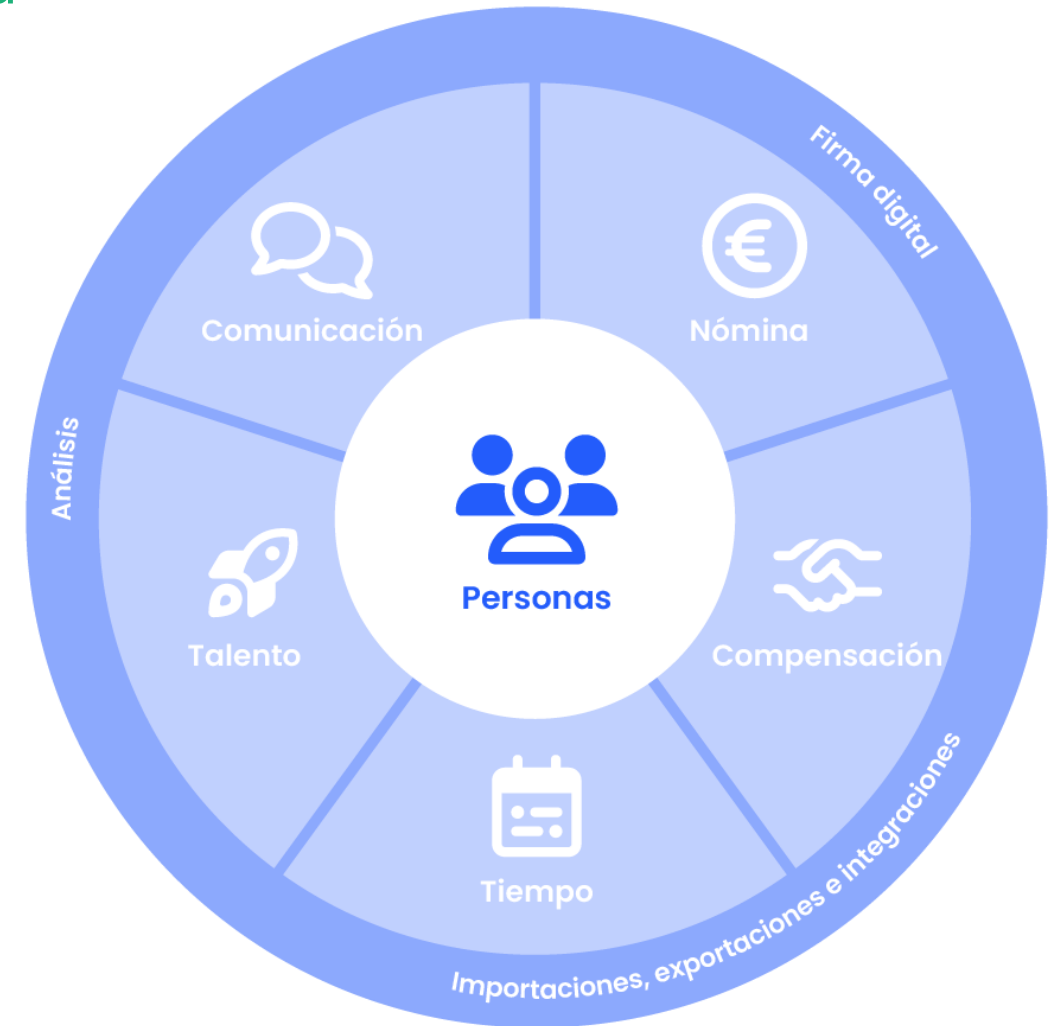 Firma digital
Comunicación
Nómina
Análisis
Personas
Talento
Compensación
Tiempo
Importaciones, exportaciones e integraciones